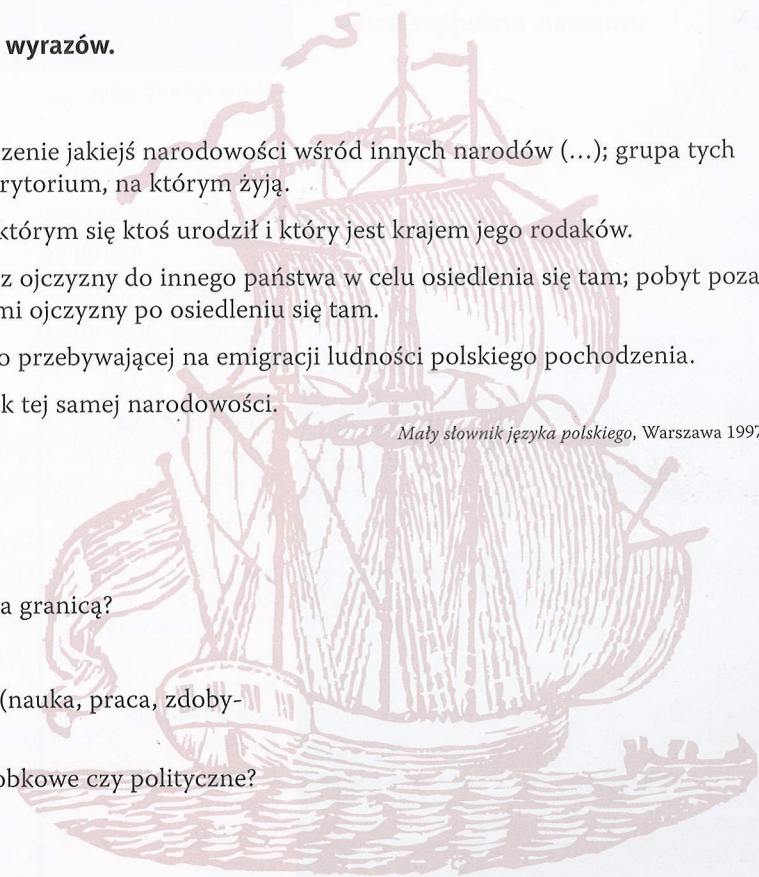 wyrazów.
zenie jakiejś narodowości wśród innych narodów (...); grupa tych
rytorium, na którym żyją.
którym się ktoś urodził i który jest krajem jego rodaków.
z ojczyzny do innego państwa w celu osiedlenia się tam; pobyt poza
mi ojczyzny po osiedleniu się tam.
o przebywającej na emigracji ludności polskiego pochodzenia.
k tej samej narodowości.
Mały słownik języka polskiego, Warszawa 1997
a granicą?
(nauka, praca, zdoby-
obkowe czy polityczne?